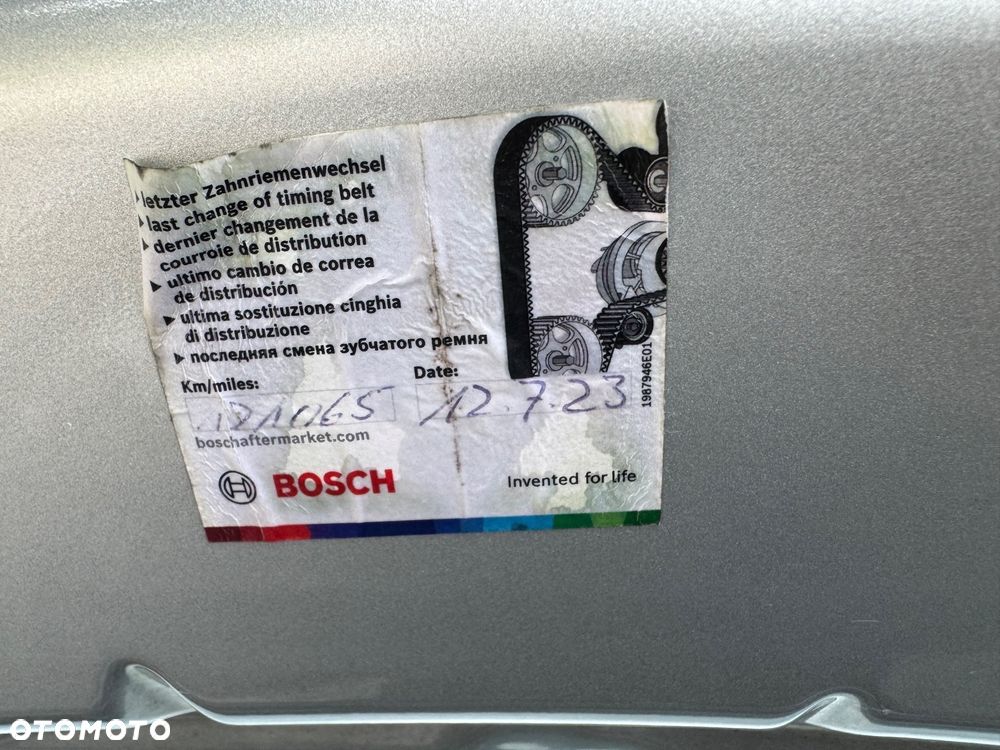 letzter Zahnriemenwechsel
last change of timing belt
dernier changement de la
courroie de distribution
ultimo cambio de correa
de distribución
ultima sostituzione cinghia
di distribuzione
последняя смена зубчатого ремня
Km/miles:
Date:
12.7.23
boschaftermarket.com
BOSCH
Invented for life
1987946E01
OTOMOTO